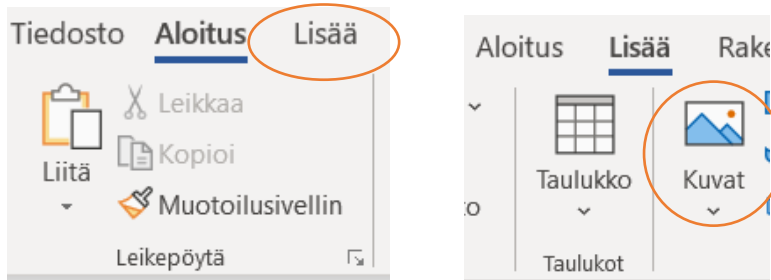 Tiedosto Aloitus Lisää
Leikkaa
Kopioi
Liitä
Muotoilusivellin
Leikepöytä
Aloitus Lisää Rake
Taulukko Kuvat
o
Taulukot